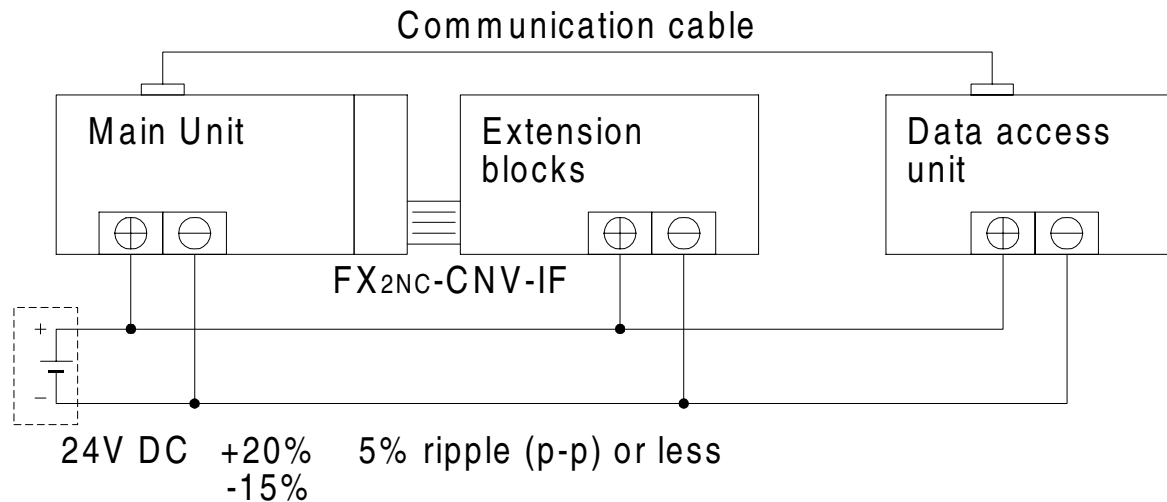 Communication cable
Main Unit
Extension
blocks
Data access
unit
FX2NC-CNV-IF
+
−
24V DC +20% 5% ripple (p-p) or less
-15%